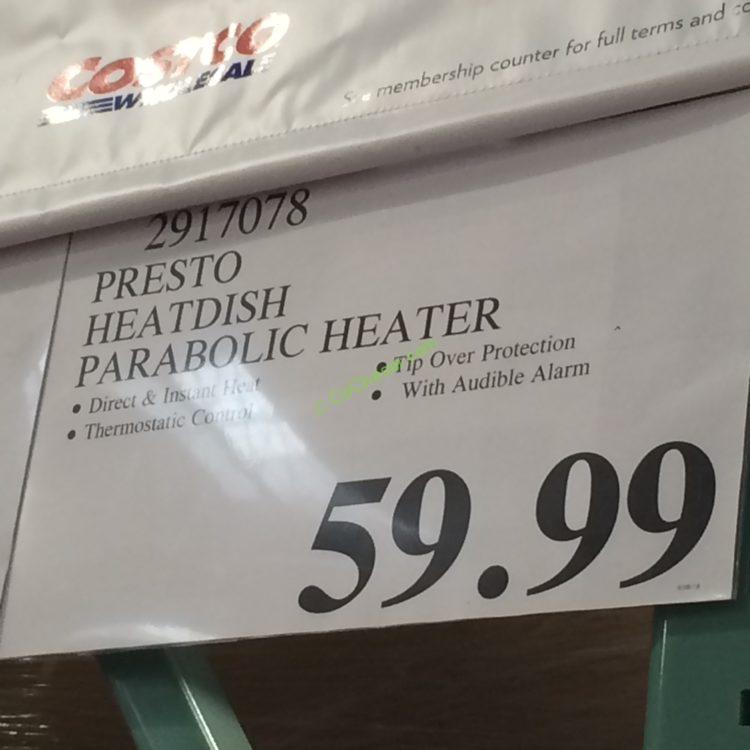 COSTCO
WHOLESALE
membership counter for full terms and
2917078
PRESTO
HEATDISH
PARABOLIC HEATER
• Direct & Instant Heat
• Thermostatic Control
• Tip Over Protection
• With Audible Alarm
59.99